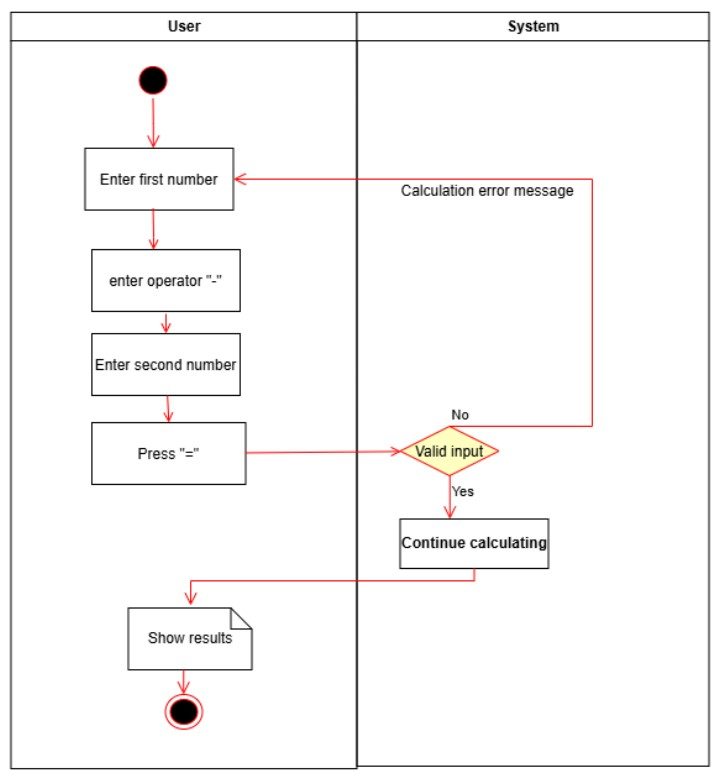 User
System
Enter first number
Calculation error message
enter operator "-"
Enter second number
No
Press "="
Valid input
Yes
Continue calculating
Show results